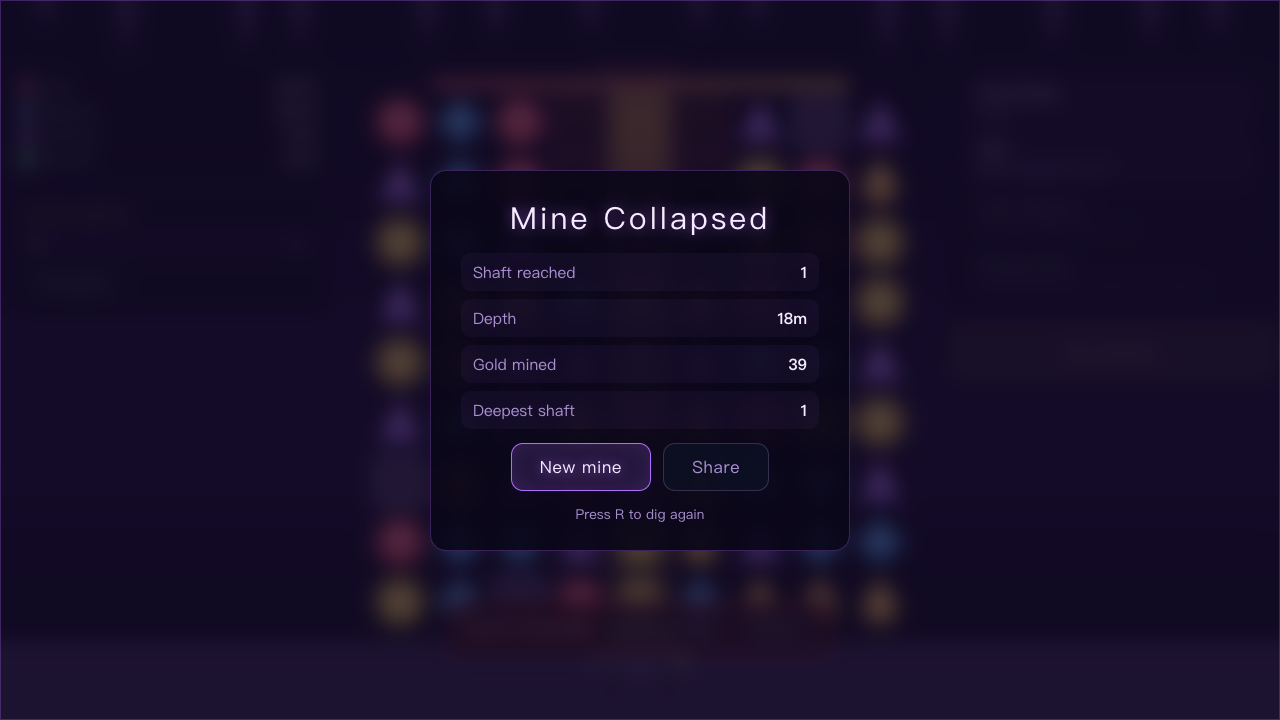 Mine Collapsed
Shaft reached 1
Depth 18m
Gold mined 39
Deepest shaft 1
New mine Share
Press R to dig again